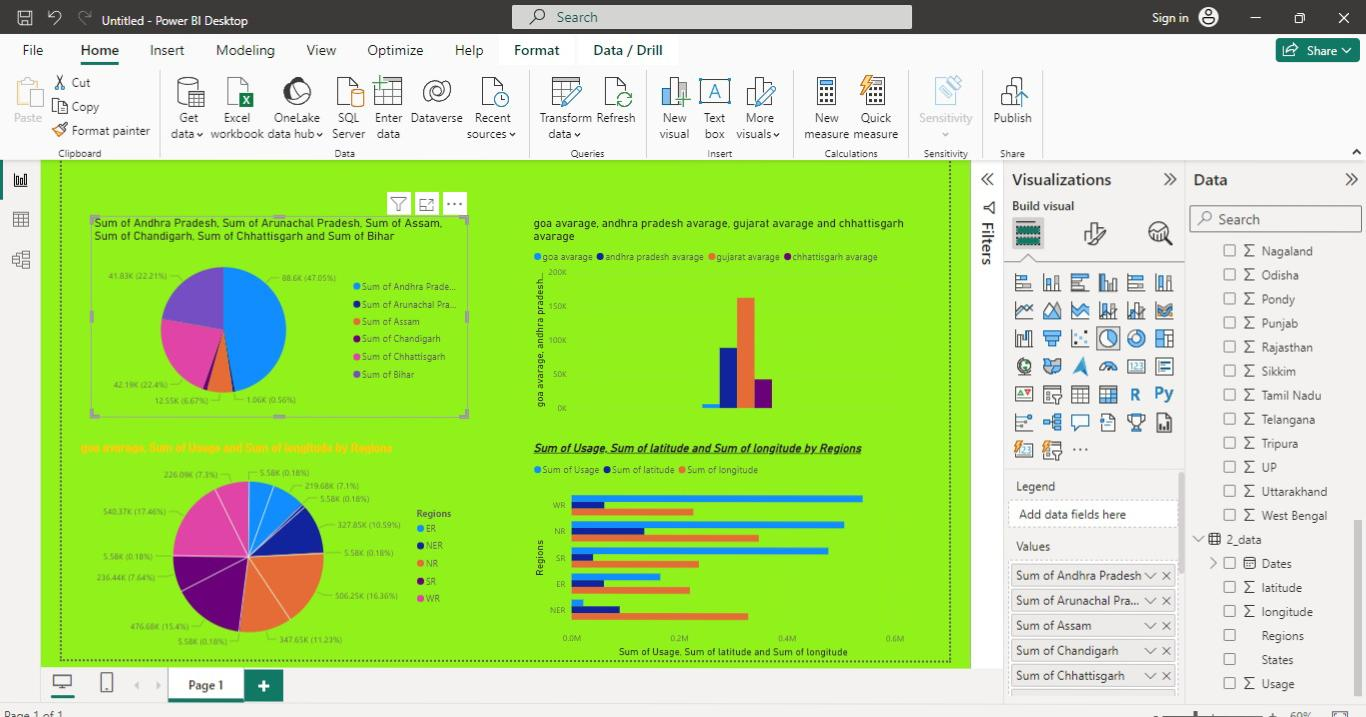 Untitled - Power BI Desktop
Search
Sign in
File Home Insert Modeling View Optimize Help Format Data / Drill
Share
Paste
Cut
Copy
Format painter
Clipboard
Get data
Excel workbook
OneLake data hub
SQL Server
Enter data
Dataverse
Recent sources
Data
Transform data
Refresh
Queries
New visual
Text box
More visuals
Insert
New measure
Quick measure
Calculations
Sensitivity
Sensitivity
Publish
Share
Sum of Andhra Pradesh, Sum of Arunachal Pradesh, Sum of Assam,
Sum of Chandigarh, Sum of Chhattisgarh and Sum of Bihar
41.83K (22.21%)
88.6K (47.05%)
42.19K (22.4%)
12.55K (6.67%)
1.06K (0.56%)
Sum of Andhra Prade...
Sum of Arunachal Pra...
Sum of Assam
Sum of Chandigarh
Sum of Chhattisgarh
Sum of Bihar
goa avarage, andhra pradesh avarage, gujarat avarage and chhattisgarh
avarage
goa avarage andhra pradesh avarage gujarat avarage chhattisgarh avarage
goa avarage, andhra pradesh...
200K
150K
100K
50K
0K
goa avarage, Sum of Usage and Sum of longitude by Regions
226.09K (7.3%)
5.58K (0.18%)
219.68K (7.1%)
5.58K (0.18%)
540.37K (17.46%)
327.85K (10.59%)
5.58K (0.18%)
5.58K (0.18%)
236.44K (7.64%)
506.25K (16.36%)
476.68K (15.4%)
5.58K (0.18%)
347.65K (11.23%)
Regions
ER
NER
NR
SR
WR
Sum of Usage, Sum of latitude and Sum of longitude by Regions
Sum of Usage Sum of latitude Sum of longitude
Regions
WR
NR
SR
ER
NER
0.0M 0.2M 0.4M 0.6M
Sum of Usage, Sum of latitude and Sum of longitude
Filters
Visualizations
Build visual
R
Py
123
Legend
Add data fields here
Values
Sum of Andhra Pradesh
Sum of Arunachal Pra...
Sum of Assam
Sum of Chandigarh
Sum of Chhattisgarh
Data
Search
Nagaland
Odisha
Pondy
Punjab
Rajasthan
Sikkim
Tamil Nadu
Telangana
Tripura
UP
Uttarakhand
West Bengal
2_data
Dates
latitude
longitude
Regions
States
Usage
Page 1
Page 1 of 1
60%